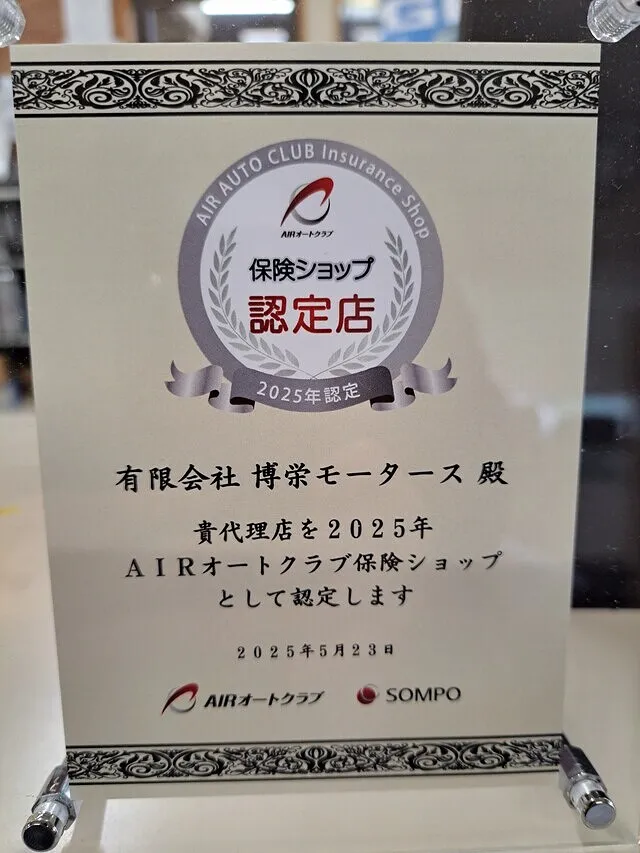 AIR AUTO CLUB Insurance Shop
AIRオートクラブ
保険ショップ
認定店
2025年認定
有限会社 博栄モータース 殿
貴代理店を2025年
AIRオートクラブ保険ショップ
として認定します
2025年5月23日
AIRオートクラブ SOMPO